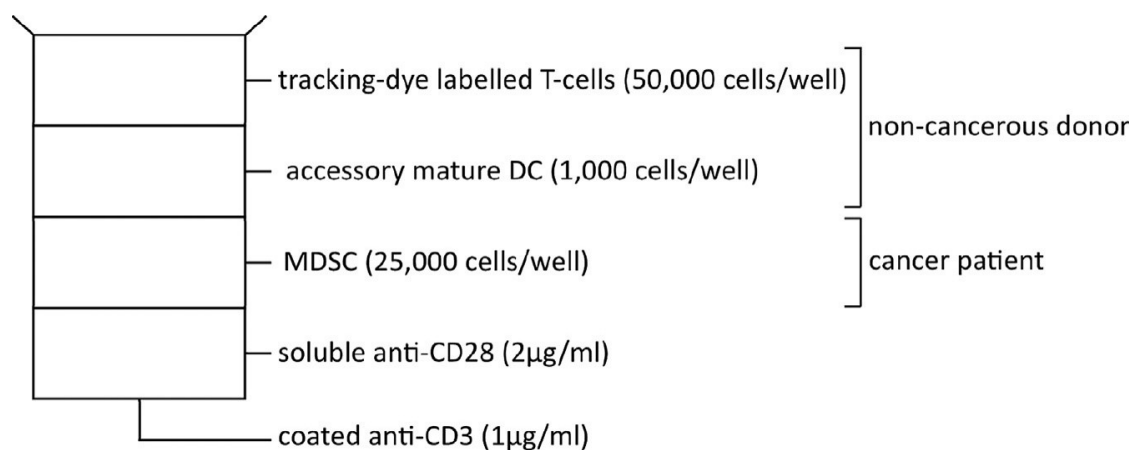 tracking-dye labelled T-cells (50,000 cells/well)
non-cancerous donor
accessory mature DC (1,000 cells/well)
MDSC (25,000 cells/well)
cancer patient
soluble anti-CD28 (2µg/ml)
coated anti-CD3 (1µg/ml)